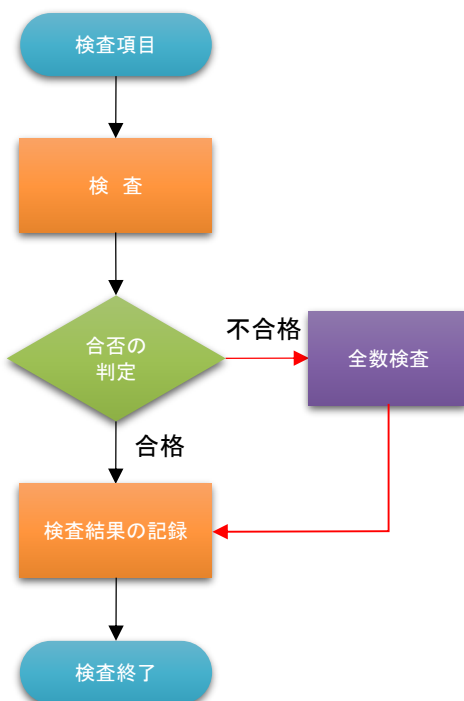 検査項目
検 査
合否の
判定
不合格
全数検査
合格
検査結果の記録
検査終了